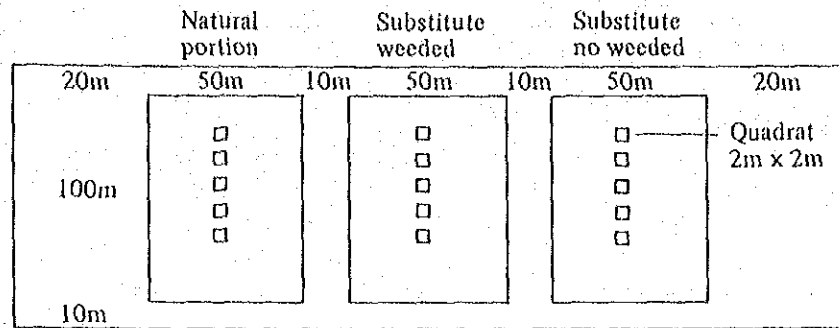 Natural
portion
Substitute
weeded
Substitute
no weeded
20m 50m 10m 50m 10m 50m 20m
Quadrat
2m x 2m
100m
10m